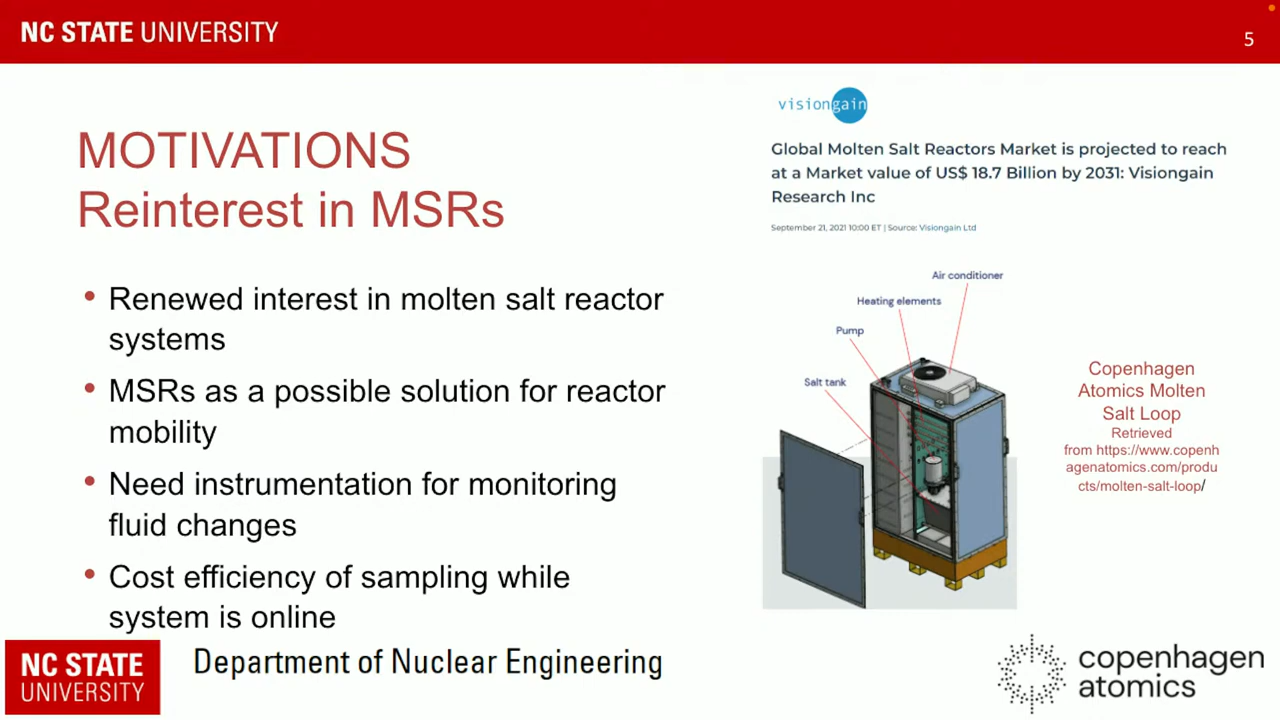 NC STATE UNIVERSITY
5
MOTIVATIONS
Reinterest in MSRs
• Renewed interest in molten salt reactor
systems
• MSRs as a possible solution for reactor
mobility
• Need instrumentation for monitoring
fluid changes
• Cost efficiency of sampling while
system is online
visiongain
Global Molten Salt Reactors Market is projected to reach
at a Market value of US$ 18.7 Billion by 2031: Visiongain
Research Inc
September 21, 2021 10:00 ET | Source: Visiongain Ltd
Air conditioner
Heating elements
Pump
Salt tank
Copenhagen
Atomics Molten
Salt Loop
Retrieved
from https://www.copenh
agenatomics.com/produ
cts/molten-salt-loop/
NC STATE
UNIVERSITY
Department of Nuclear Engineering
copenhagen
atomics